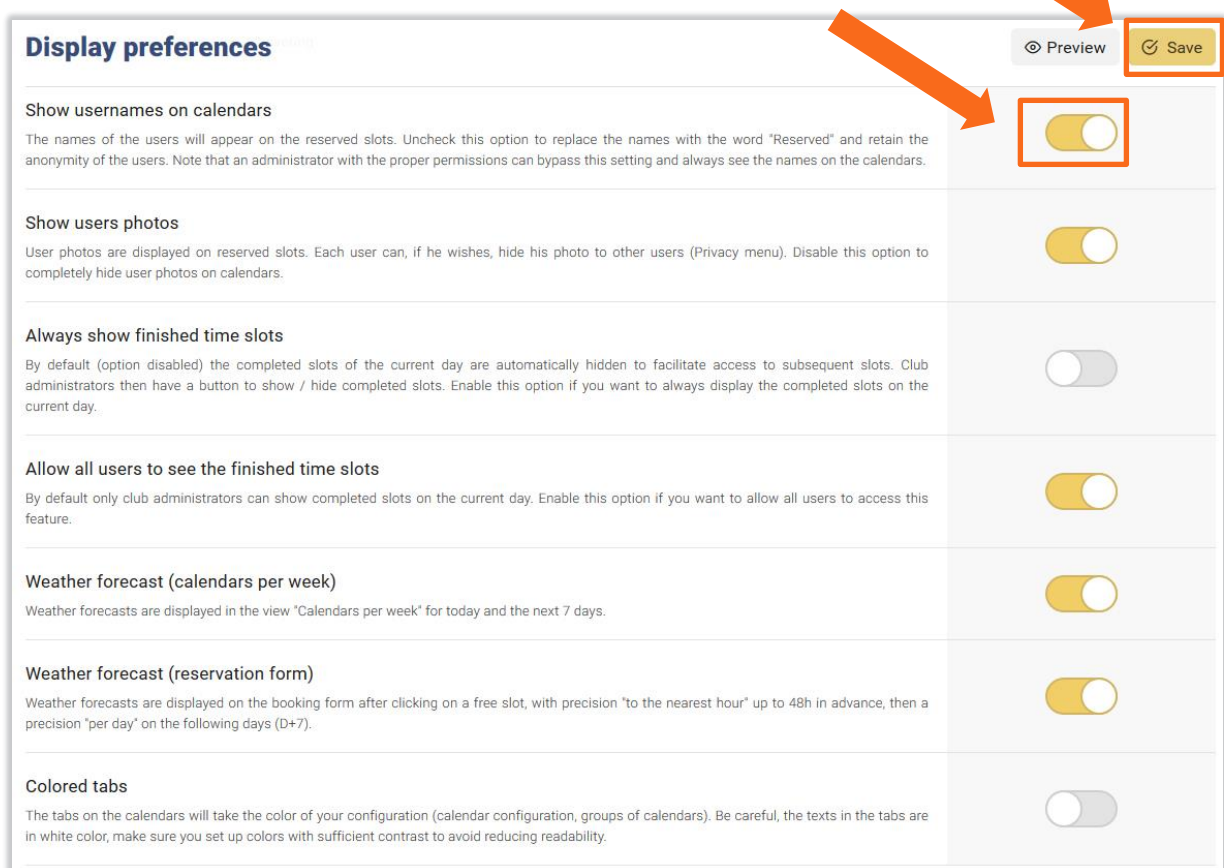 Display preferences
Preview
Save
Show usernames on calendars
The names of the users will appear on the reserved slots. Uncheck this option to replace the names with the word "Reserved" and retain the
anonymity of the users. Note that an administrator with the proper permissions can bypass this setting and always see the names on the calendars.
Show users photos
User photos are displayed on reserved slots. Each user can, if he wishes, hide his photo to other users (Privacy menu). Disable this option to
completely hide user photos on calendars.
Always show finished time slots
By default (option disabled) the completed slots of the current day are automatically hidden to facilitate access to subsequent slots. Club
administrators then have a button to show / hide completed slots. Enable this option if you want to always display the completed slots on the
current day.
Allow all users to see the finished time slots
By default only club administrators can show completed slots on the current day. Enable this option if you want to allow all users to access this
feature.
Weather forecast (calendars per week)
Weather forecasts are displayed in the view "Calendars per week" for today and the next 7 days.
Weather forecast (reservation form)
Weather forecasts are displayed on the booking form after clicking on a free slot, with precision "to the nearest hour" up to 48h in advance, then a
precision "per day" on the following days (D+7).
Colored tabs
The tabs on the calendars will take the color of your configuration (calendar configuration, groups of calendars). Be careful, the texts in the tabs are
in white color, make sure you set up colors with sufficient contrast to avoid reducing readability.